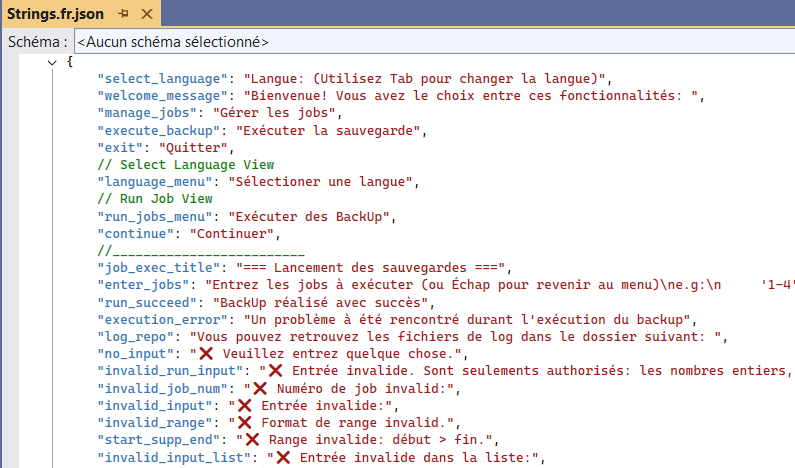 Strings.fr.json
Schéma : <Aucun schéma sélectionné>
{
"select_language": "Langue: (Utilisez Tab pour changer la langue)",
"welcome_message": "Bienvenue! Vous avez le choix entre ces fonctionnalités: ",
"manage_jobs": "Gérer les jobs",
"execute_backup": "Exécuter la sauvegarde",
"exit": "Quitter",
// Select Language View
"language_menu": "Sélectioner une langue",
// Run Job View
"run_jobs_menu": "Exécuter des BackUp",
"continue": "Continuer",
//_________________________
"job_exec_title": "=== Lancement des sauvegardes ===",
"enter_jobs": "Entrez les jobs à exécuter (ou Échap pour revenir au menu)\ne.g:\n     '1-4'
"run_succeed": "BackUp réalisé avec succès",
"execution_error": "Un problème à été rencontré durant l'exécution du backup",
"log_repo": "Vous pouvez retrouvez les fichiers de log dans le dossier suivant: ",
"no_input": "❌ Veuillez entrez quelque chose.",
"invalid_run_input": "❌ Entrée invalide. Sont seulements authorisés: les nombres entiers,
"invalid_job_num": "❌ Numéro de job invalid:",
"invalid_input": "❌ Entrée invalide:",
"invalid_range": "❌ Format de range invalid.",
"start_supp_end": "❌ Range invalide: début > fin.",
"invalid_input_list": "❌ Entrée invalide dans la liste:",